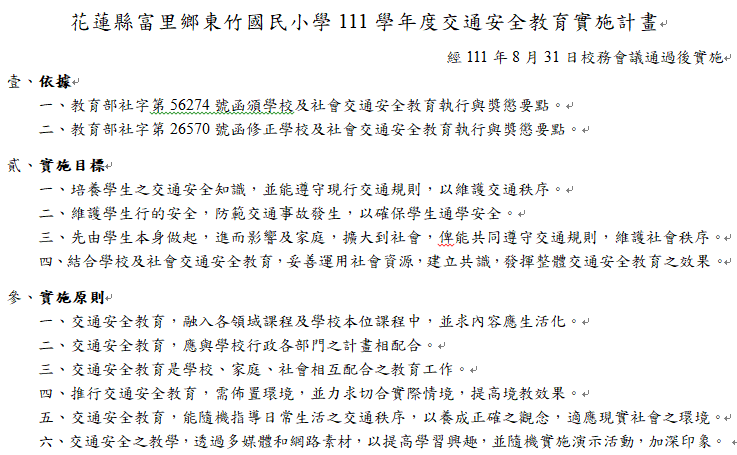 花蓮縣富里鄉東竹國民小學 111 學年度交通安全教育實施計畫
經 111 年 8 月 31 日校務會議通過後實施
壹、依據
一、教育部社字第 56274 號函頒學校及社會交通安全教育執行與獎懲要點。
二、教育部社字第 26570 號函修正學校及社會交通安全教育執行與獎懲要點。
貳、實施目標
一、培養學生之交通安全知識，並能遵守現行交通規則，以維護交通秩序。
二、維護學生行的安全，防範交通事故發生，以確保學生通學安全。
三、先由學生本身做起，進而影響及家庭，擴大到社會，俾能共同遵守交通規則，維護社會秩序。
四、結合學校及社會交通安全教育，妥善運用社會資源，建立共識，發揮整體交通安全教育之效果。
參、實施原則
一、交通安全教育，融入各領域課程及學校本位課程中，並求內容應生活化。
二、交通安全教育，應與學校行政各部門之計畫相配合。
三、交通安全教育是學校、家庭、社會相互配合之教育工作。
四、推行交通安全教育，需佈置環境，並力求切合實際情境，提高境教效果。
五、交通安全教育，能隨機指導日常生活之交通秩序，以養成正確之觀念，適應現實社會之環境。
六、交通安全之教學，透過多媒體和網路素材，以提高學習興趣，並隨機實施演示活動，加深印象。